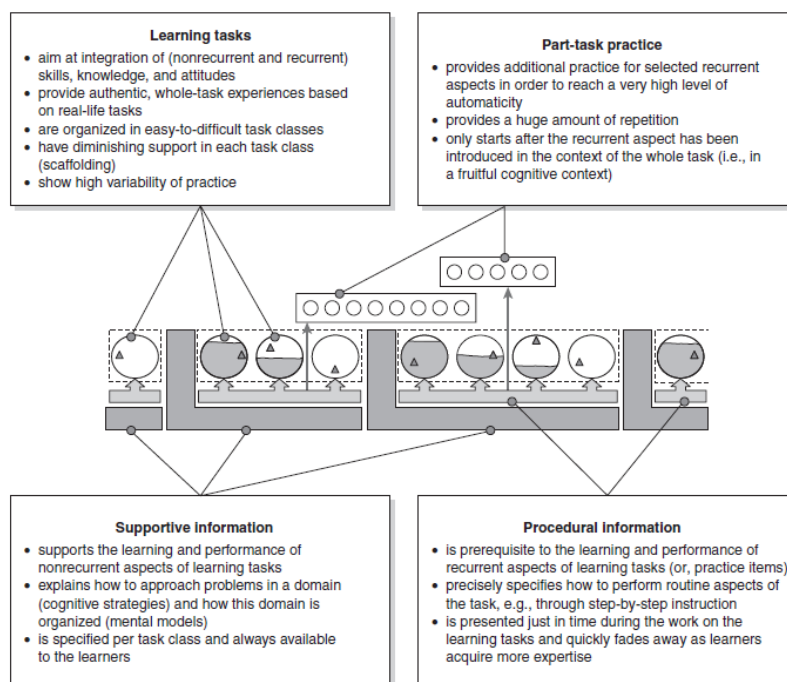 Learning tasks
• aim at integration of (nonrecurrent and recurrent)
skills, knowledge, and attitudes
• provide authentic, whole-task experiences based
on real-life tasks
• are organized in easy-to-difficult task classes
• have diminishing support in each task class
(scaffolding)
• show high variability of practice
Part-task practice
• provides additional practice for selected recurrent
aspects in order to reach a very high level of
automaticity
• provides a huge amount of repetition
• only starts after the recurrent aspect has been
introduced in the context of the whole task (i.e., in
a fruitful cognitive context)
Supportive information
• supports the learning and performance of
nonrecurrent aspects of learning tasks
• explains how to approach problems in a domain
(cognitive strategies) and how this domain is
organized (mental models)
• is specified per task class and always available
to the learners
Procedural information
• is prerequisite to the learning and performance of
recurrent aspects of learning tasks (or, practice items)
• precisely specifies how to perform routine aspects of
the task, e.g., through step-by-step instruction
• is presented just in time during the work on the
learning tasks and quickly fades away as learners
acquire more expertise